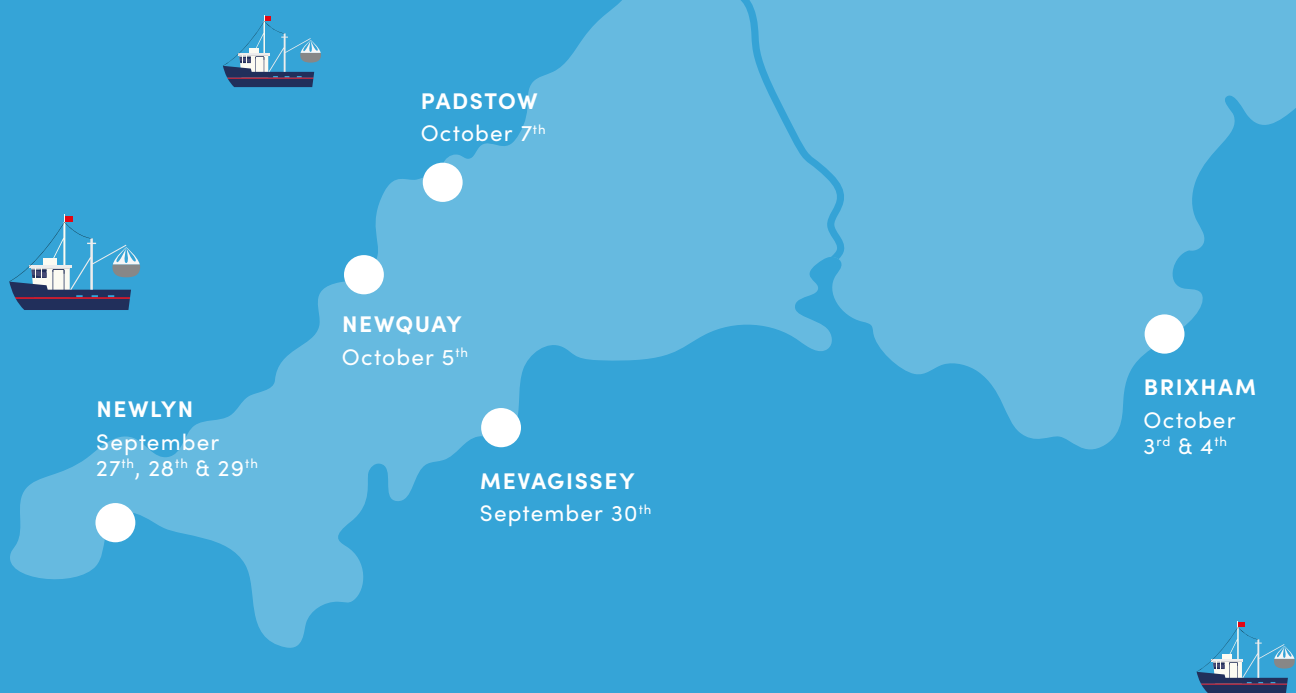 PADSTOW
October 7th
NEWQUAY
October 5th
NEWLYN
September
27th, 28th & 29th
MEVAGISSEY
September 30th
BRIXHAM
October
3rd & 4th